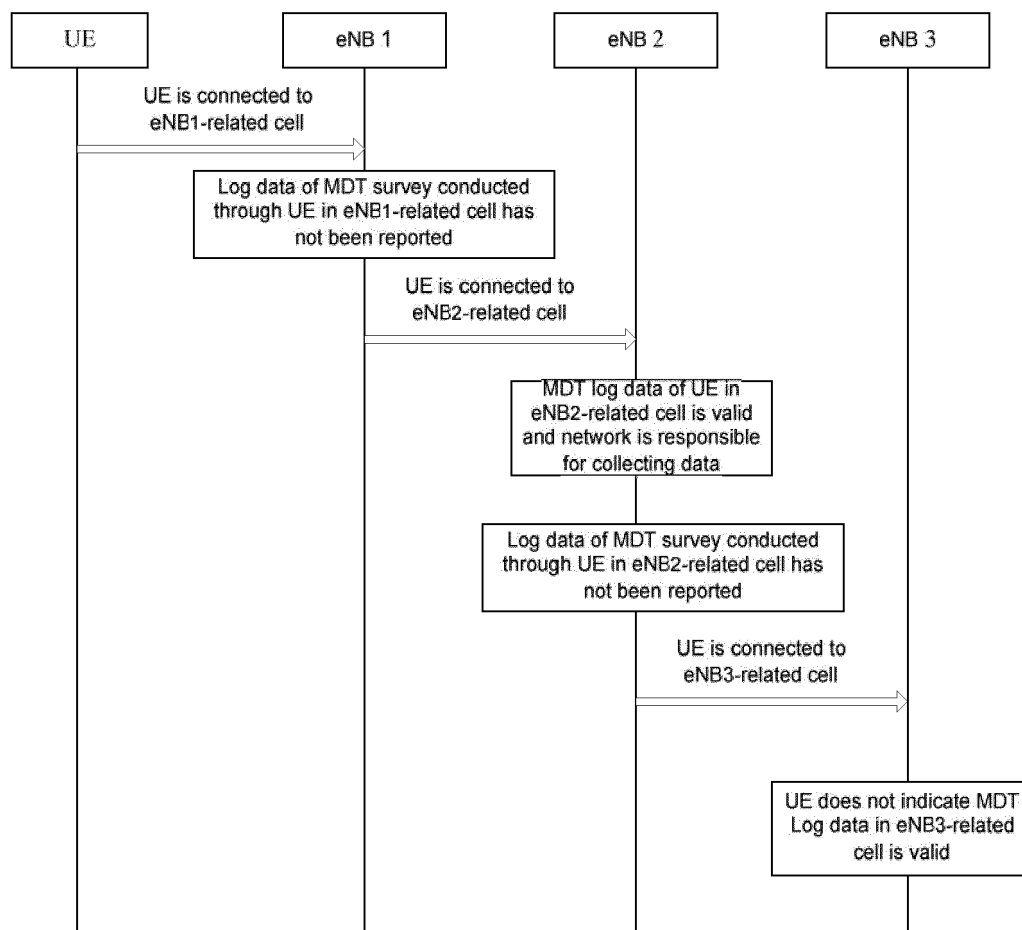 UE
eNB 1
eNB 2
eNB 3
UE is connected to
eNB1-related cell
Log data of MDT survey conducted
through UE in eNB1-related cell has
not been reported
UE is connected to
eNB2-related cell
MDT log data of UE in
eNB2-related cell is valid
and network is responsible
for collecting data
Log data of MDT survey conducted
through UE in eNB2-related cell has
not been reported
UE is connected to
eNB3-related cell
UE does not indicate MDT
Log data in eNB3-related
cell is valid